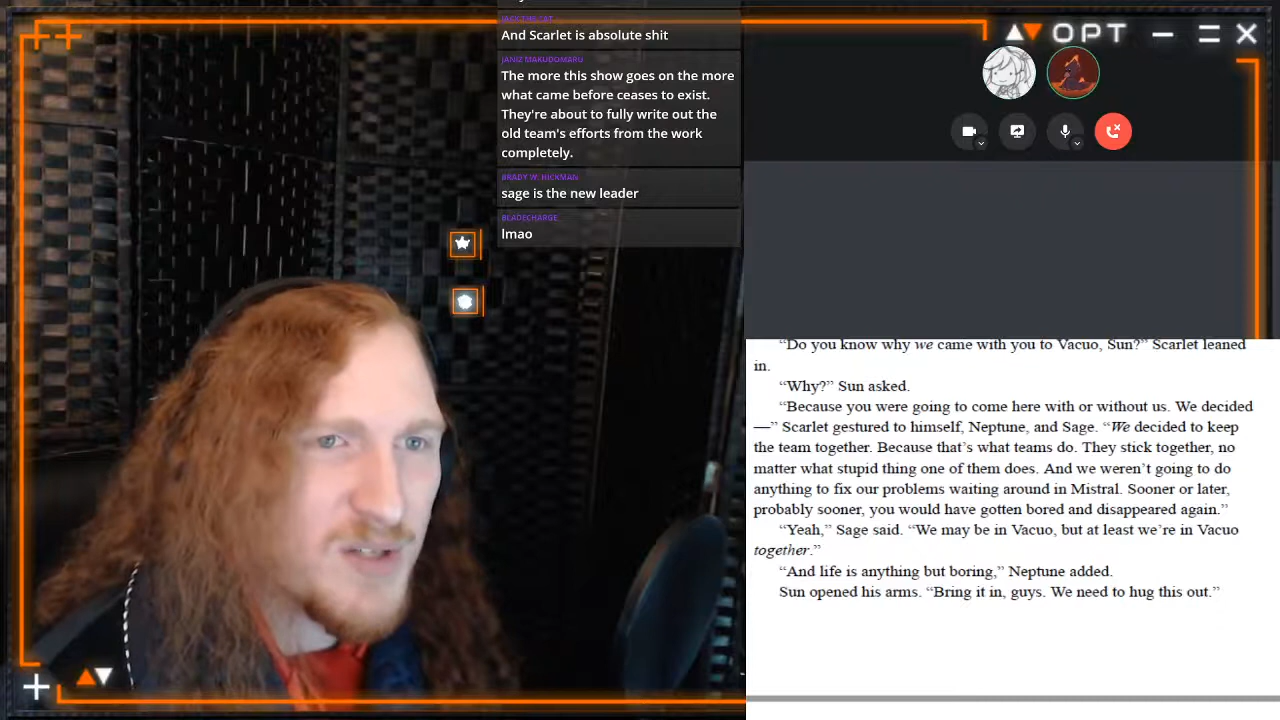 JACK THE
And Scarlet is absolute shit
JANIZ MAKUDOMARU
The more this show goes on the more
what came before ceases to exist.
They're about to fully write out the
old team's efforts from the work
completely.
BRADY W. HICKMAN
sage is the new leader
BLADECHARGE
lmao
OPT
“Do you know why we came with you to Vacuo, Sun?” Scarlet leaned
in.
“Why?” Sun asked.
“Because you were going to come here with or without us. We decided
—” Scarlet gestured to himself, Neptune, and Sage. “We decided to keep
the team together. Because that’s what teams do. They stick together, no
matter what stupid thing one of them does. And we weren’t going to do
anything to fix our problems waiting around in Mistral. Sooner or later,
probably sooner, you would have gotten bored and disappeared again.”
“Yeah,” Sage said. “We may be in Vacuo, but at least we’re in Vacuo
together.”
“And life is anything but boring,” Neptune added.
Sun opened his arms. “Bring it in, guys. We need to hug this out.”